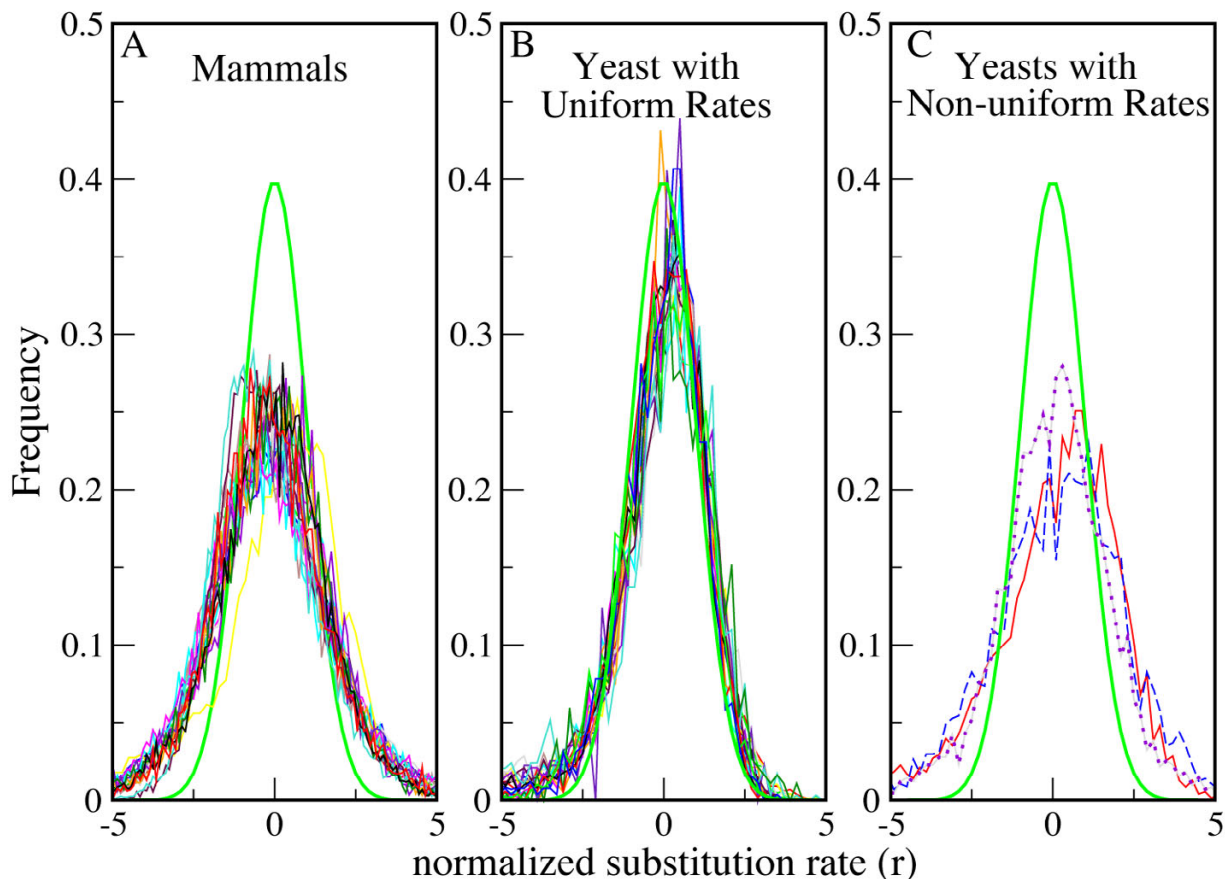 A
Mammals
0.5
0.4
0.3
0.2
0.1
0
-5
0
5
B
Yeast with
Uniform Rates
0.5
0.4
0.3
0.2
0.1
0
-5
0
5
C
Yeasts with
Non-uniform Rates
0.5
0.4
0.3
0.2
0.1
0
-5
0
5
Frequency
normalized substitution rate (r)